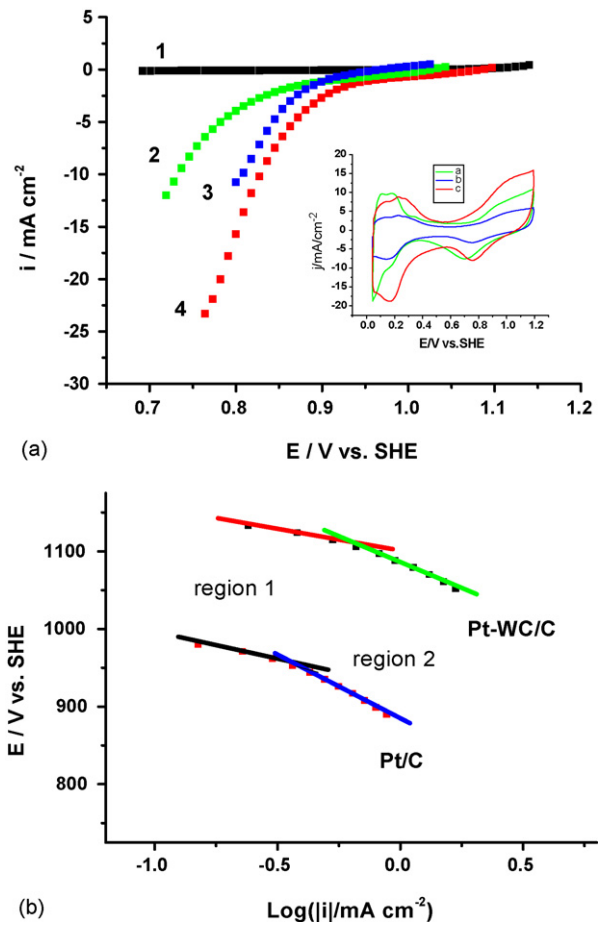 5
0
-5
-10
-15
-20
-25
-30
i / mA cm-2
1
2
3
4
20
15
10
5
0
-5
-10
-15
-20
j/mA/cm-2
a
b
c
0.0 0.2 0.4 0.6 0.8 1.0 1.2
E/V vs.SHE
0.7 0.8 0.9 1.0 1.1 1.2
E / V vs. SHE
(a)
1100
1000
900
800
E / V vs. SHE
region 1
Pt-WC/C
region 2
Pt/C
-1.0 -0.5 0.0 0.5
Log(|i|/mA cm-2)
(b)